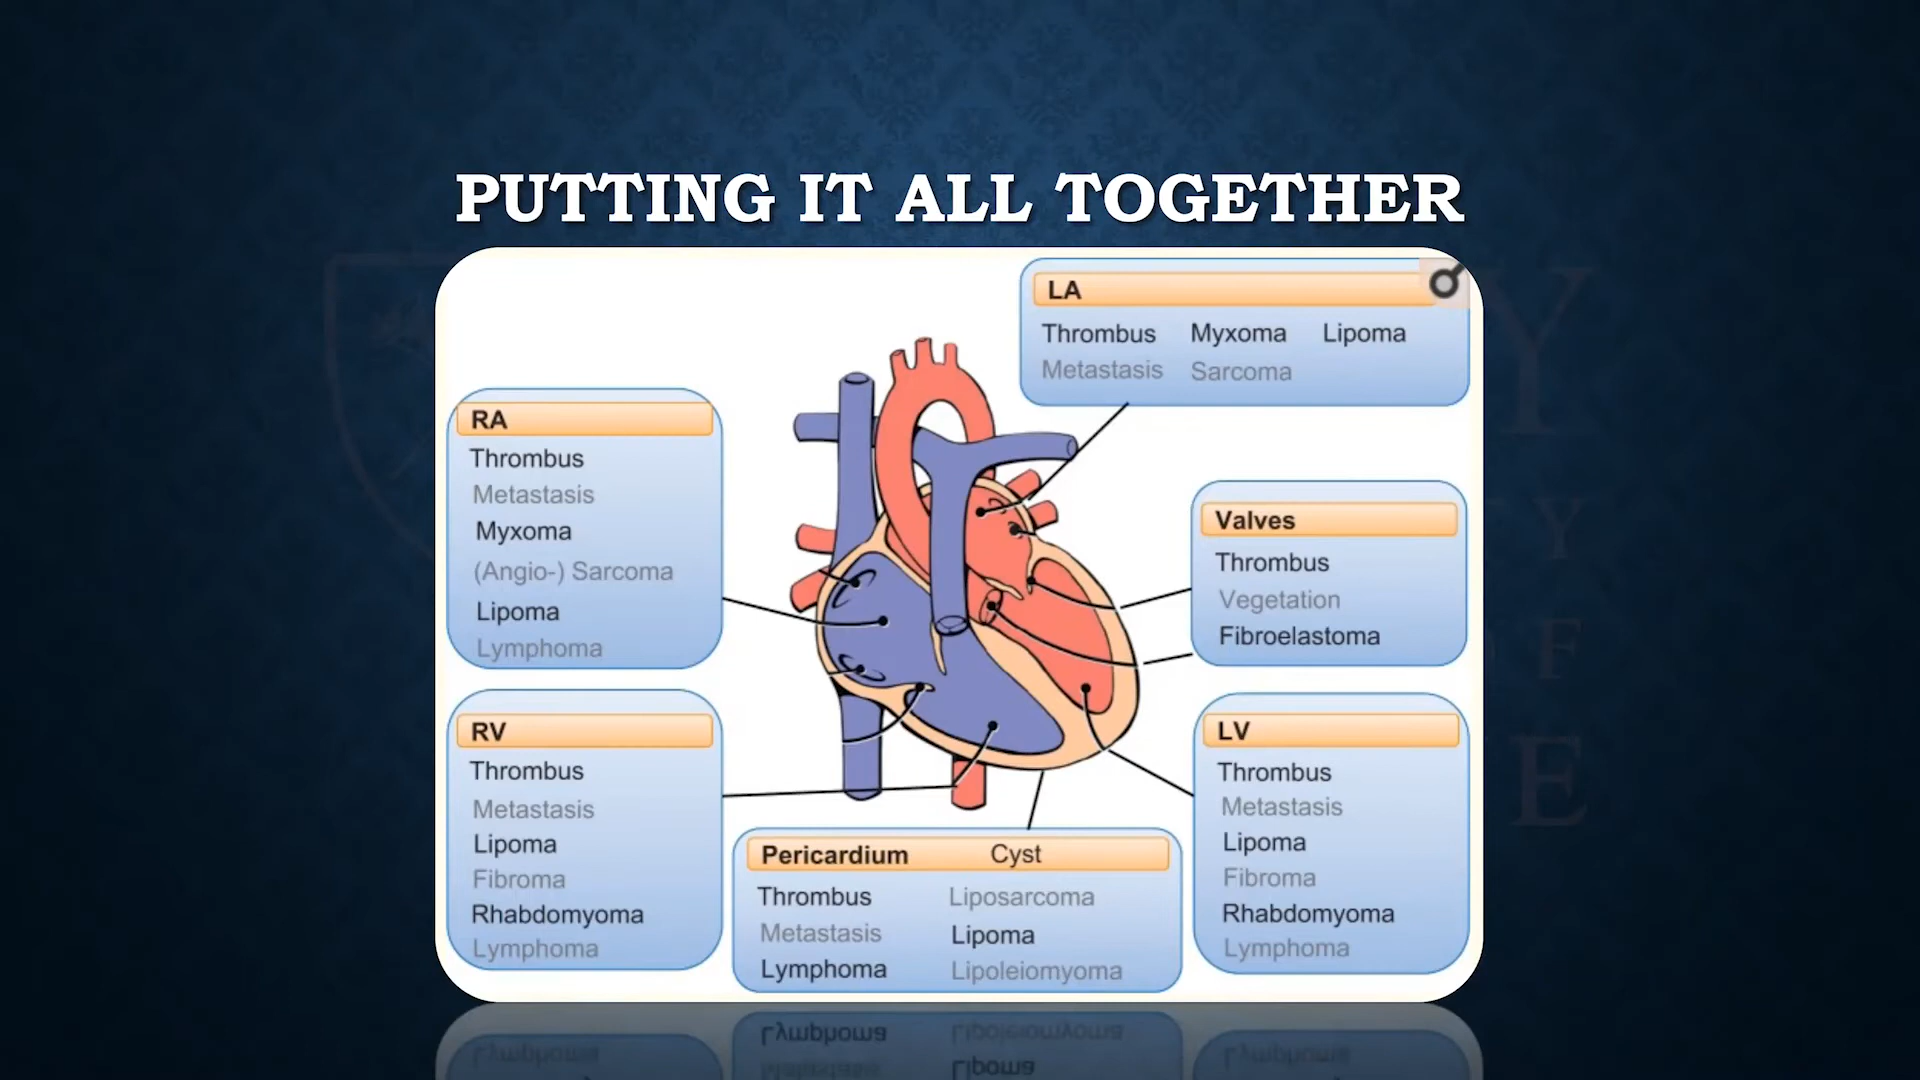 PUTTING IT ALL TOGETHER
LA
Thrombus Myxoma Lipoma
Metastasis Sarcoma
RA
Thrombus
Metastasis
Myxoma
(Angio-) Sarcoma
Lipoma
Lymphoma
Valves
Thrombus
Vegetation
Fibroelastoma
RV
Thrombus
Metastasis
Lipoma
Fibroma
Rhabdomyoma
Lymphoma
LV
Thrombus
Metastasis
Lipoma
Fibroma
Rhabdomyoma
Lymphoma
Pericardium Cyst
Thrombus Liposarcoma
Metastasis Lipoma
Lymphoma Lipoleiomyoma